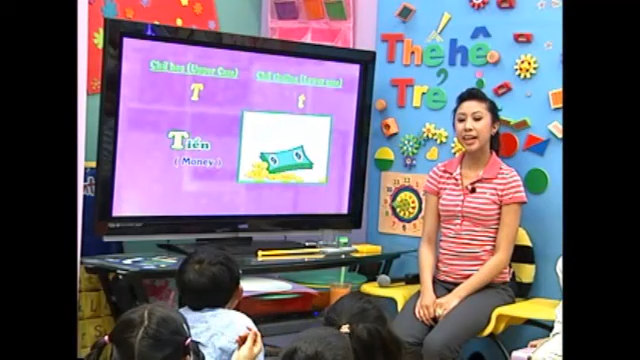 Chữ hoa (Upper Case)
Chữ thường (Lower case)
T
t
Tiền
( Money )
Thế hệ
Trẻ